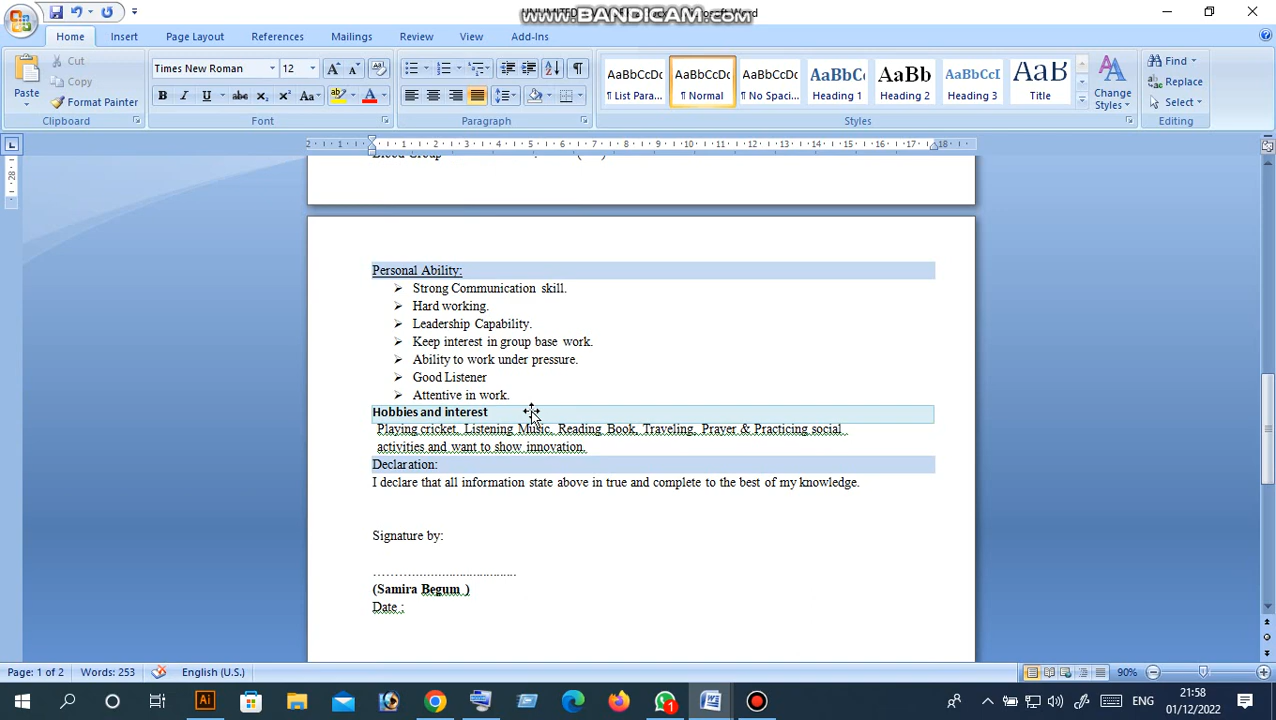 www.BANDICAM.com
Word
Home Insert Page Layout References Mailings Review View Add-Ins
Paste
Cut
Copy
Format Painter
Clipboard
Times New Roman 12
Font
Paragraph
AaBbCcDc AaBbCcDc AaBbCcDc AaBbC AaBb AaBbCcI AaB
¶ List Para... ¶ Normal ¶ No Spaci... Heading 1 Heading 2 Heading 3 Title
Change
Styles
Styles
Find
Replace
Select
Editing
Blood Group
Personal Ability:
Strong Communication skill.
Hard working.
Leadership Capability.
Keep interest in group base work.
Ability to work under pressure.
Good Listener
Attentive in work.
Hobbies and interest
Playing cricket, Listening Music, Reading Book, Traveling, Prayer & Practicing social
activities and want to show innovation.
Declaration:
I declare that all information state above in true and complete to the best of my knowledge.
Signature by:
.................................
(Samira Begum )
Date :
Page: 1 of 2 Words: 253 English (U.S.) 90%
ENG 21:58
01/12/2022